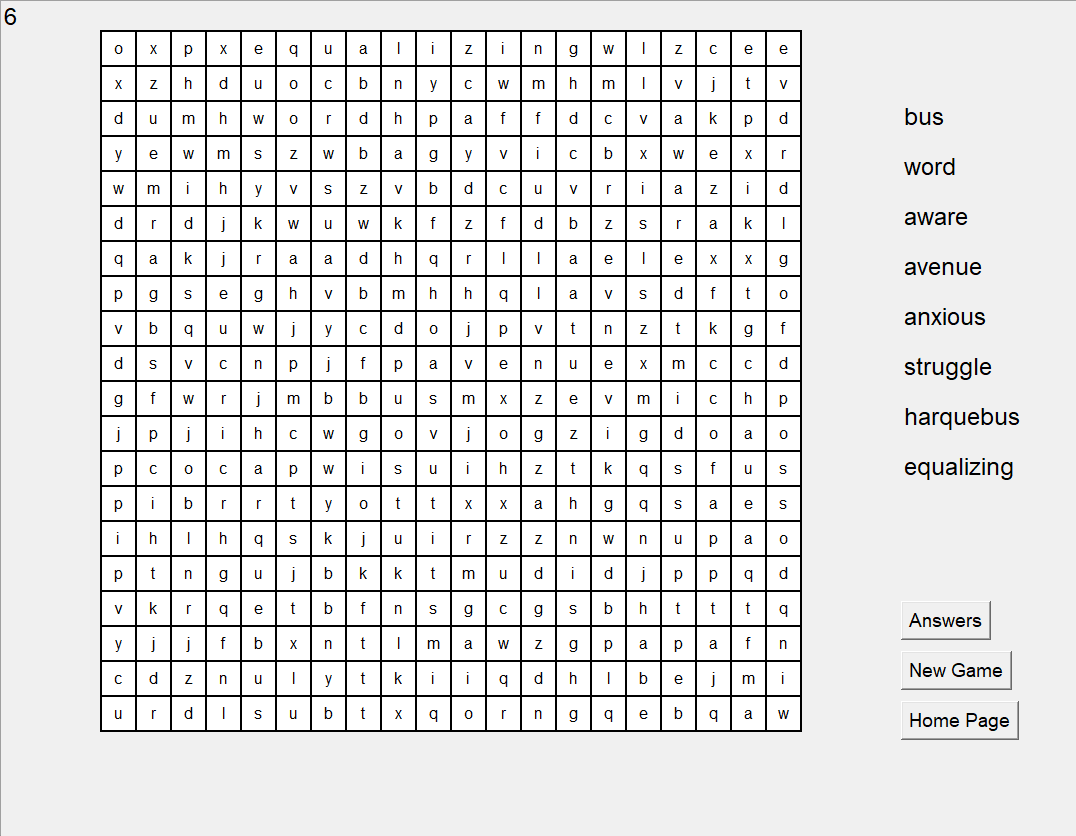 6
o x p x e q u a l i z i n g w l z c e e
x z h d u o c b n y c w m h m l v j t v
d u m h w o r d h p a f f d c v a k p d
y e w m s z w b a g y v i c b x w e x r
w m i h y v s z v b d c u v r i a z i d
d r d j k w u w k f z f d b z s r a k l
q a k j r a a d h q r l l a e l e x x g
p g s e g h v b m h h q l a v s d f t o
v b q u w j y c d o j p v t n z t k g f
d s v c n p j f p a v e n u e x m c c d
g f w r j m b b u s m x z e v m i c h p
j p j i h c w g o v j o g z i g d o a o
p c o c a p w i s u i h z t k q s f u s
p i b r r t y o t t x x a h g q s a e s
i h l h q s k j u i r z z n w n u p a o
p t n g u j b k k t m u d i d j p p q d
v k r q e t b f n s g c g s b h t t t q
y j j f b x n t l m a w z g p a p a f n
c d z n u l y t k i i q d h l b e j m i
u r d l s u b t x q o r n g q e b q a w
bus
word
aware
avenue
anxious
struggle
harquebus
equalizing
Answers
New Game
Home Page